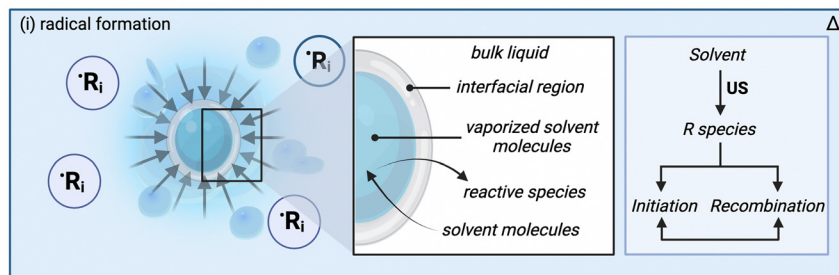 (i) radical formation
Δ
•Ri
•Ri
•Ri
•Ri
bulk liquid
interfacial region
vaporized solvent
molecules
reactive species
solvent molecules
Solvent
US
R species
Initiation
Recombination